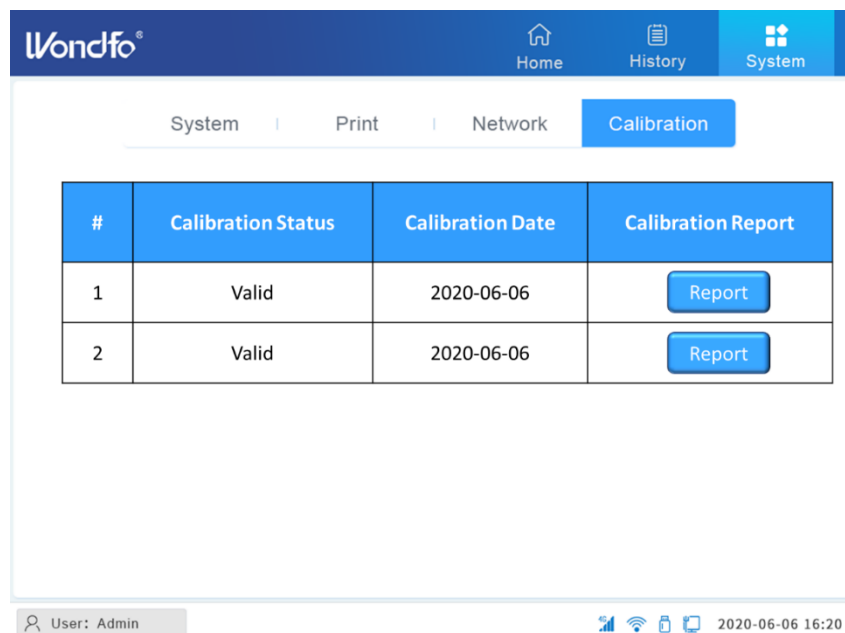 Wondfo®
Home History System
System Print Network Calibration
# Calibration Status Calibration Date Calibration Report
1 Valid 2020-06-06 Report
2 Valid 2020-06-06 Report
User: Admin 4G 2020-06-06 16:20